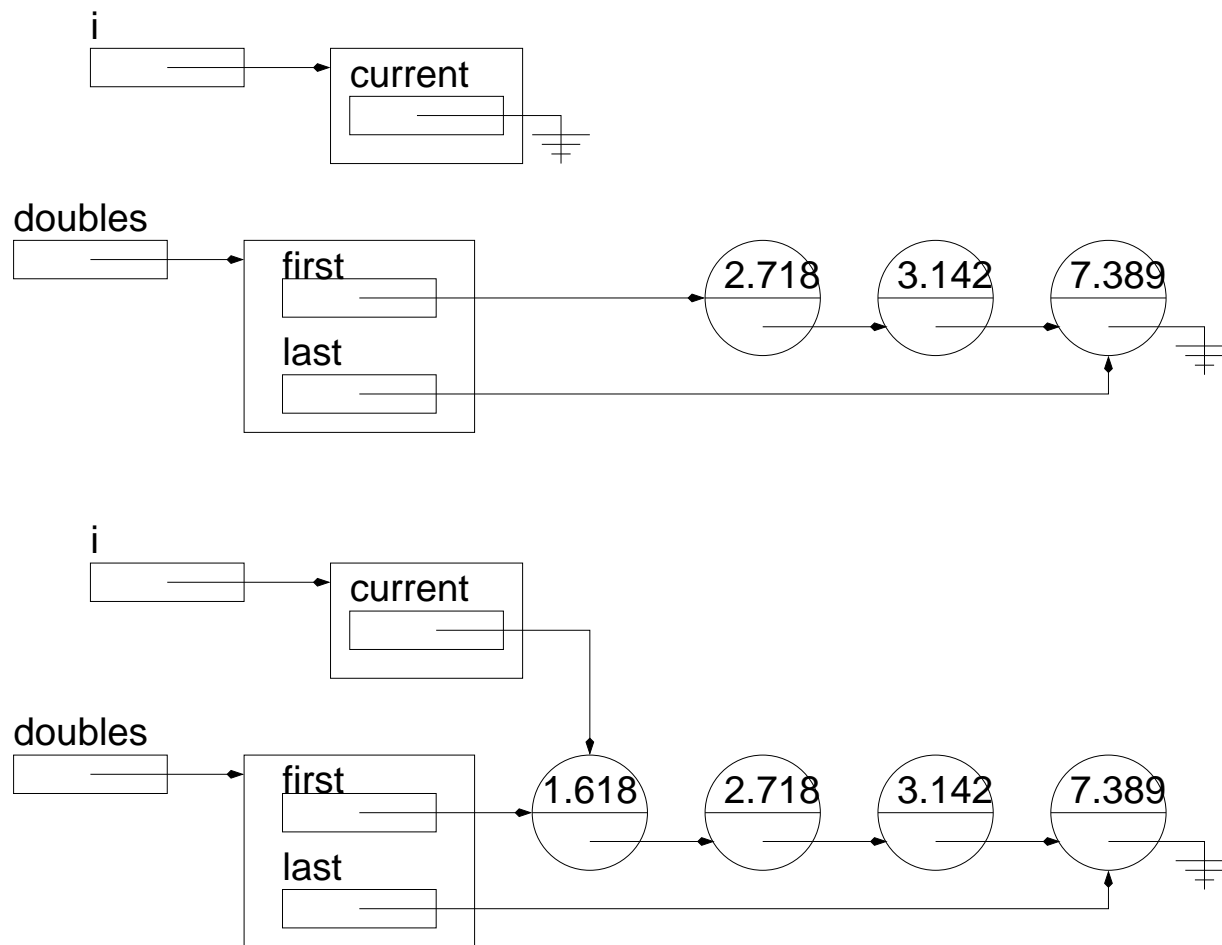 i
current
doubles
first
2.718 3.142 7.389
last
i
current
doubles
first
1.618 2.718 3.142 7.389
last